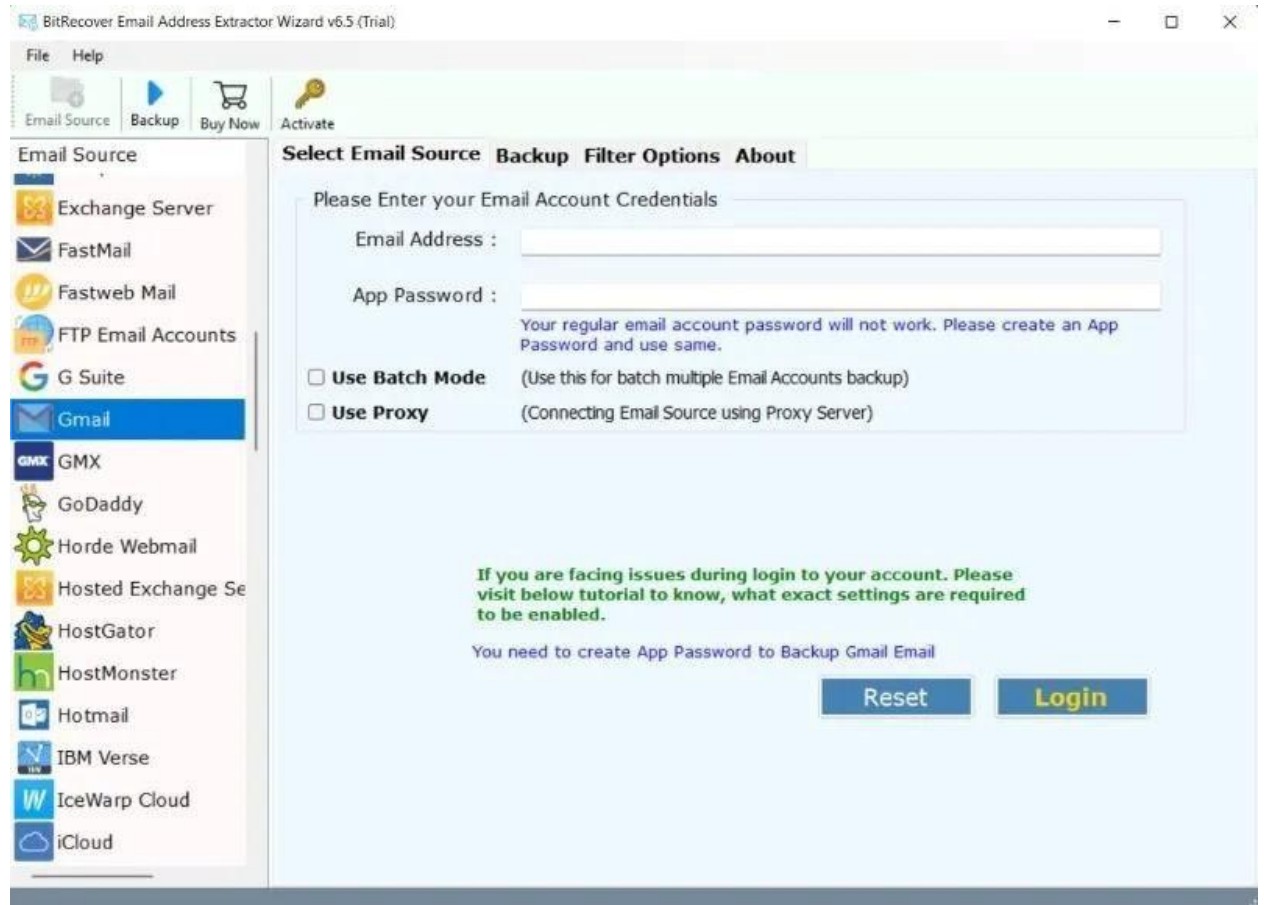 BitRecover Email Address Extractor Wizard v6.5 (Trial)
File Help
Email Source Backup Buy Now Activate
Email Source
Exchange Server
FastMail
Fastweb Mail
FTP Email Accounts
G Suite
Gmail
GMX
GoDaddy
Horde Webmail
Hosted Exchange Se
HostGator
HostMonster
Hotmail
IBM Verse
IceWarp Cloud
iCloud
Select Email Source Backup Filter Options About
Please Enter your Email Account Credentials
Email Address :
App Password :
Your regular email account password will not work. Please create an App
Password and use same.
Use Batch Mode (Use this for batch multiple Email Accounts backup)
Use Proxy (Connecting Email Source using Proxy Server)
If you are facing issues during login to your account. Please
visit below tutorial to know, what exact settings are required
to be enabled.
You need to create App Password to Backup Gmail Email
Reset Login